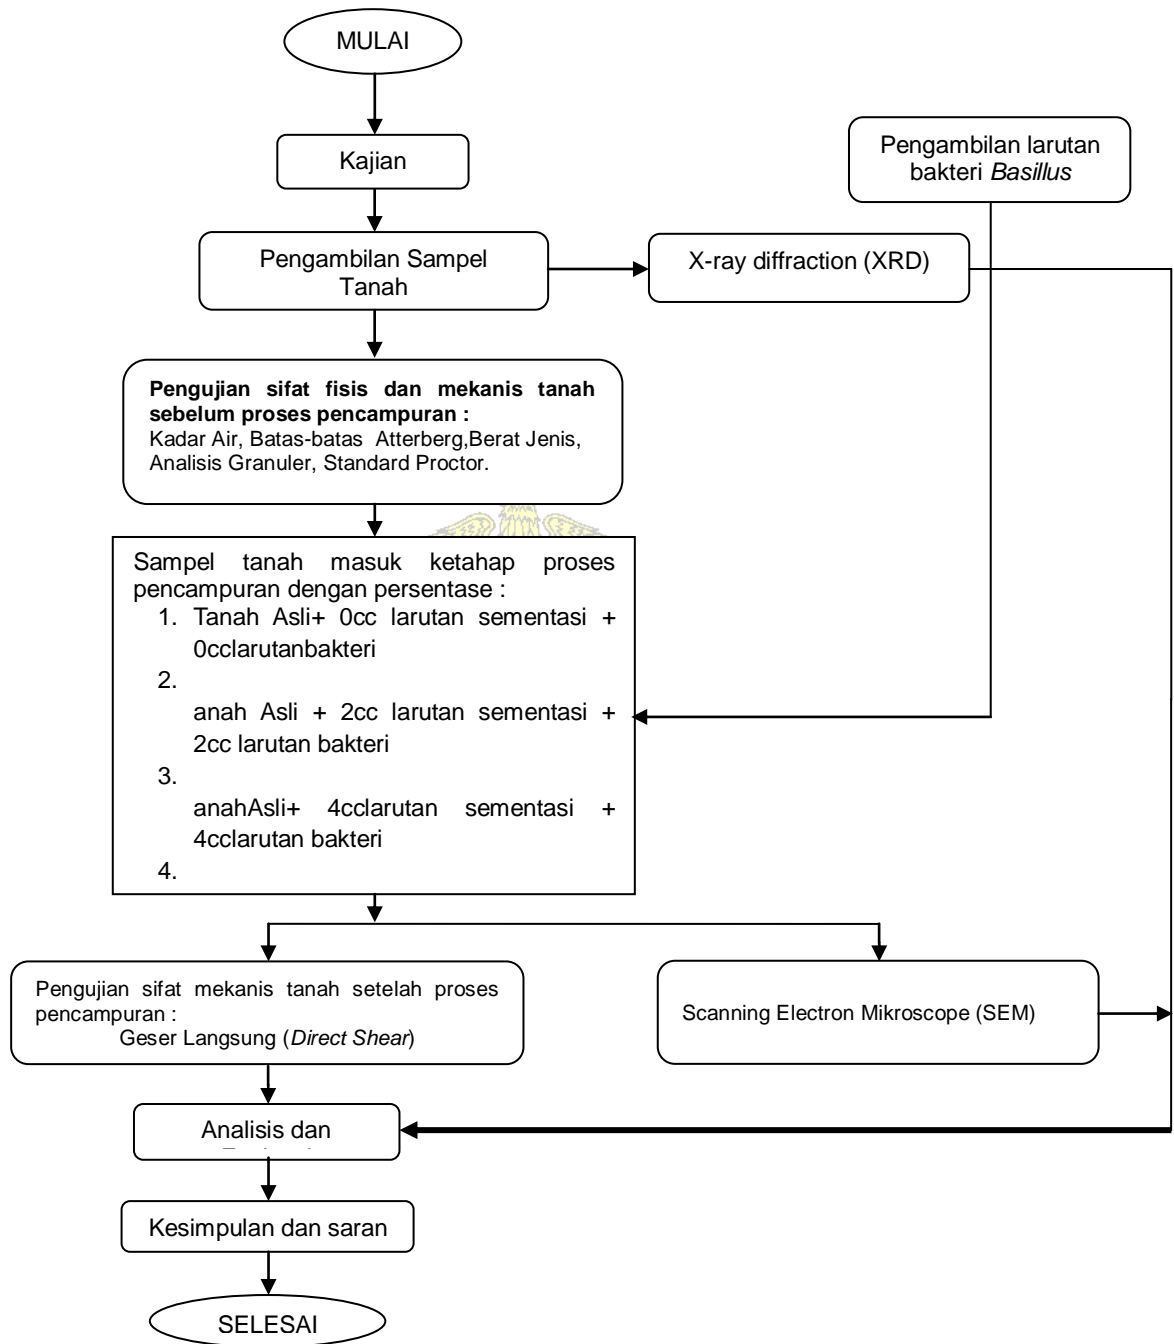 MULAI
Kajian
Pengambilan larutan
bakteri Basillus
Pengambilan Sampel
Tanah
X-ray diffraction (XRD)
Pengujian sifat fisis dan mekanis tanah
sebelum proses pencampuran :
Kadar Air, Batas-batas Atterberg,Berat Jenis,
Analisis Granuler, Standard Proctor.
Sampel tanah masuk ketahap proses
pencampuran dengan persentase :
1. Tanah Asli+ 0cc larutan sementasi +
0cclarutanbakteri
2.
anah Asli + 2cc larutan sementasi +
2cc larutan bakteri
3.
anahAsli+ 4cclarutan sementasi +
4cclarutan bakteri
4.
Pengujian sifat mekanis tanah setelah proses
pencampuran :
Geser Langsung (Direct Shear)
Scanning Electron Mikroscope (SEM)
Analisis dan
Kesimpulan dan saran
SELESAI